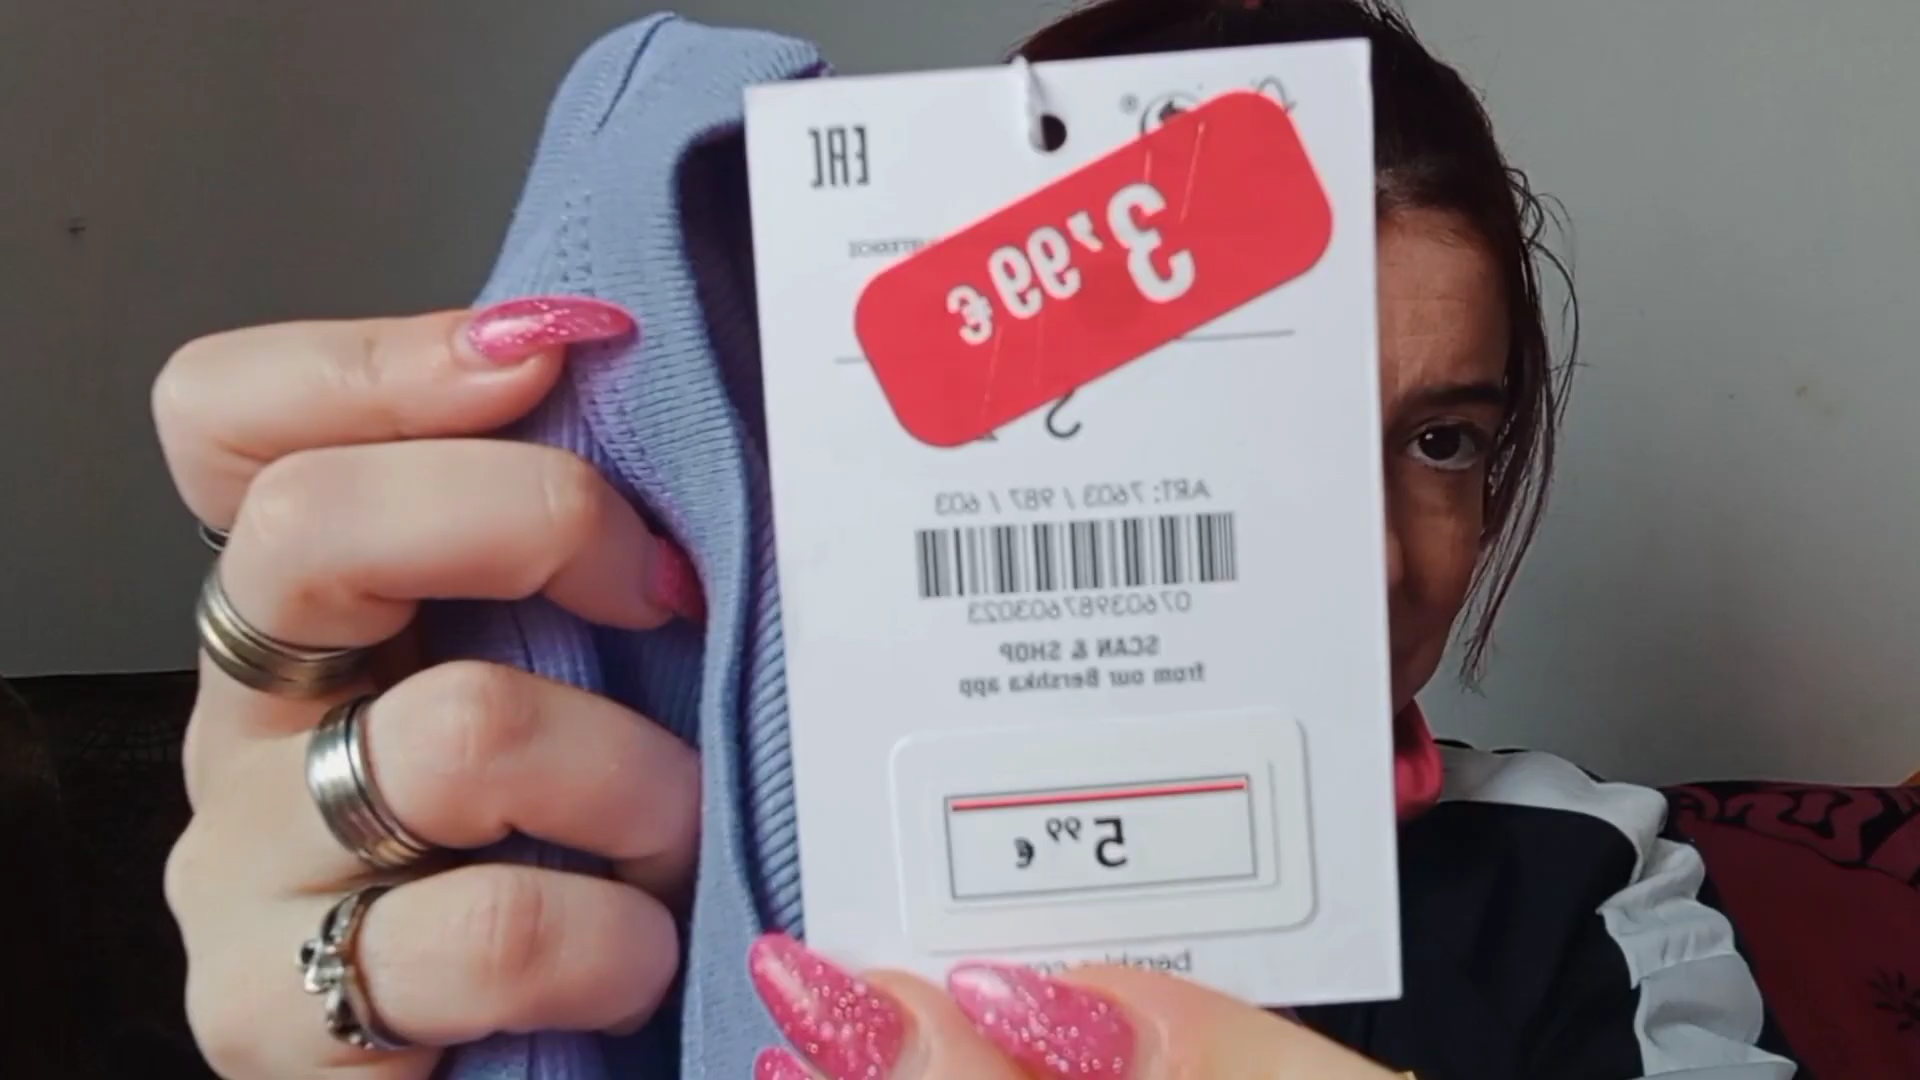 EAC
3,99€
ART: 7603 / 987 / 603
07603987603023
SCAN & SHOP
from our Bershka app
5,99 €